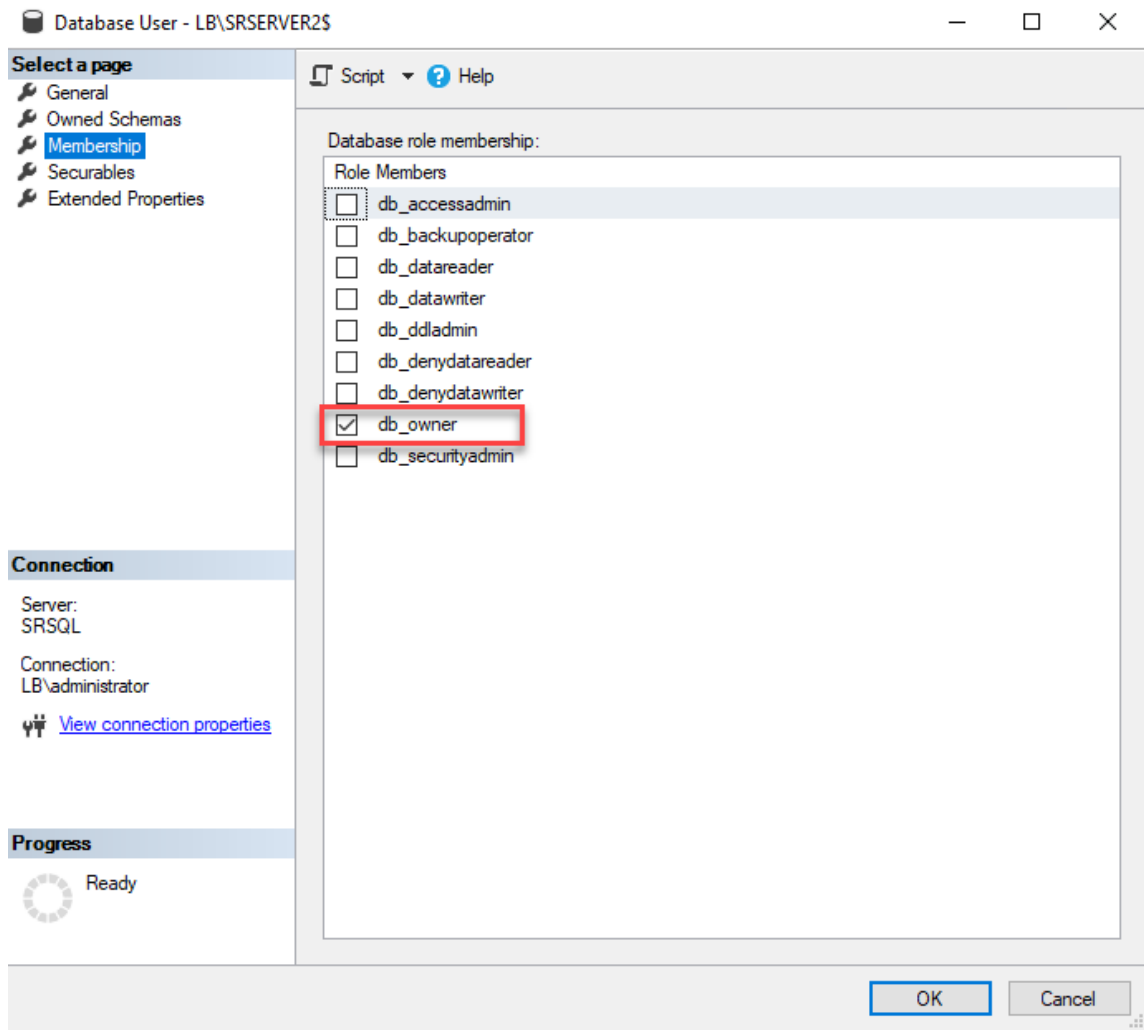 Database User - LB\SRSERVER2$
Select a page
General
Owned Schemas
Membership
Securables
Extended Properties
Script Help
Database role membership:
Role Members
db_accessadmin
db_backupoperator
db_datareader
db_datawriter
db_ddladmin
db_denydatareader
db_denydatawriter
db_owner
db_securityadmin
Connection
Server:
SRSQL
Connection:
LB\administrator
View connection properties
Progress
Ready
OK Cancel